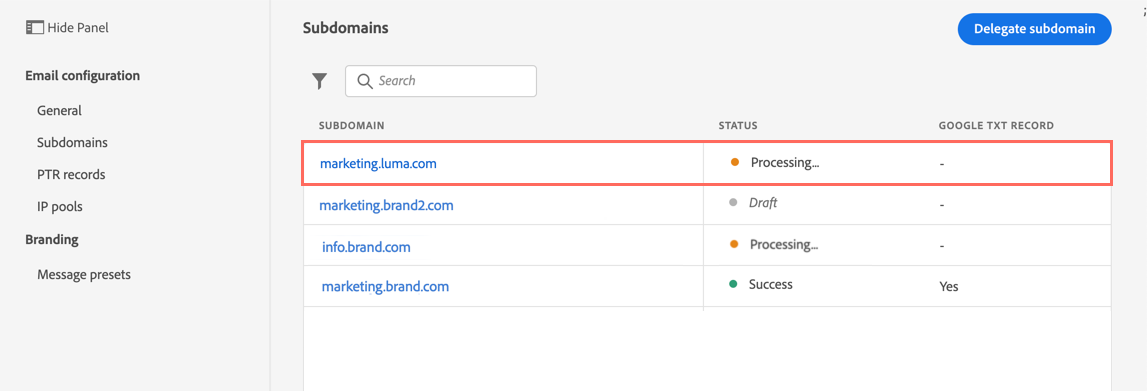 Hide Panel
Email configuration
General
Subdomains
PTR records
IP pools
Branding
Message presets
Subdomains
Delegate subdomain
Search
SUBDOMAIN STATUS GOOGLE TXT RECORD
marketing.luma.com Processing... -
marketing.brand2.com Draft -
info.brand.com Processing... -
marketing.brand.com Success Yes